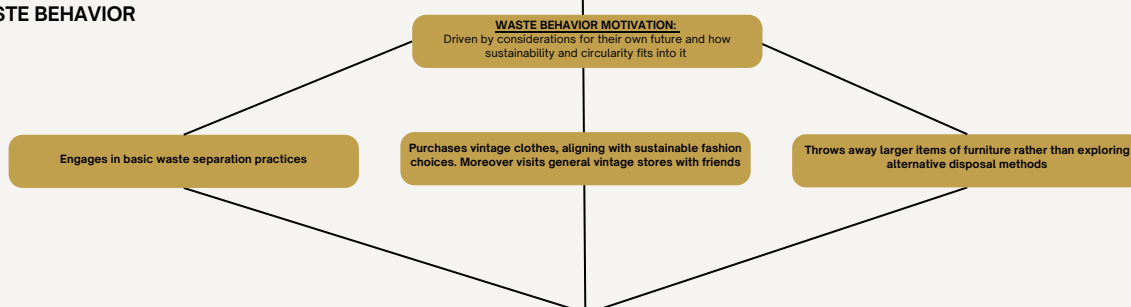 STE BEHAVIOR
WASTE BEHAVIOR MOTIVATION:
Driven by considerations for their own future and how
sustainability and circularity fits into it
Engages in basic waste separation practices
Purchases vintage clothes, aligning with sustainable fashion
choices. Moreover visits general vintage stores with friends
Throws away larger items of furniture rather than exploring
alternative disposal methods